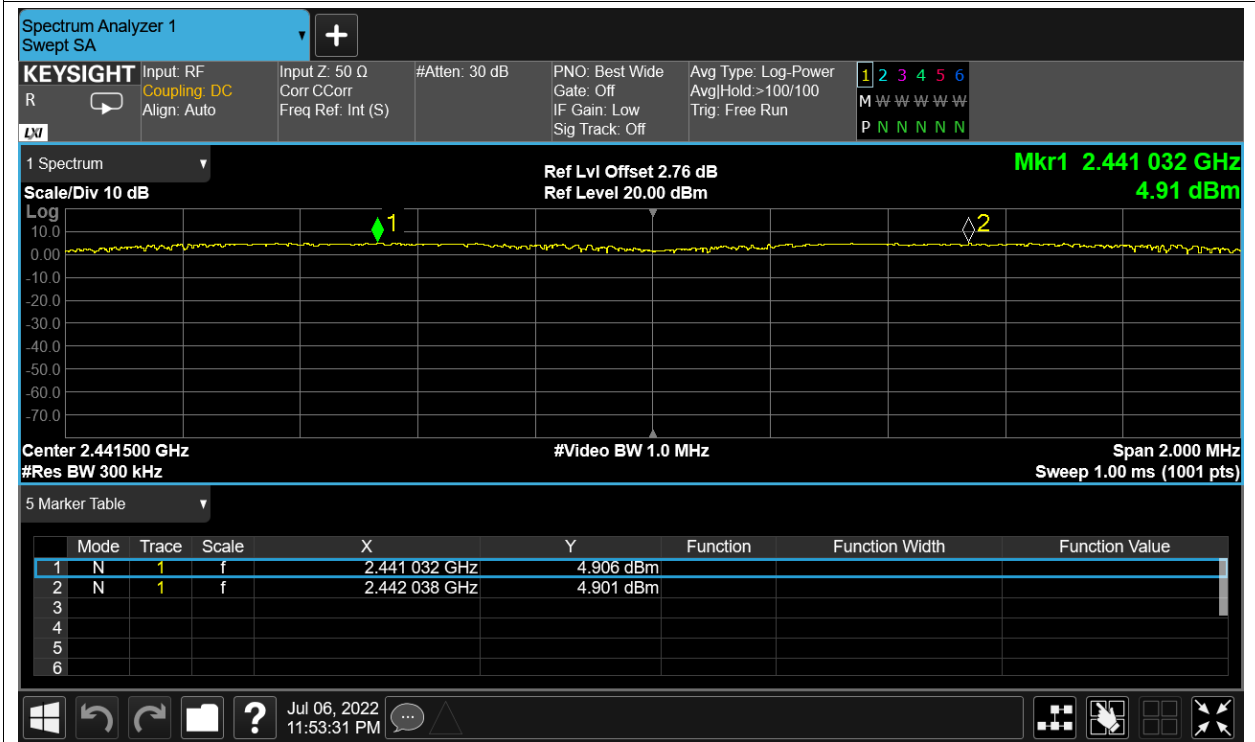 Spectrum Analyzer 1
Swept SA
+
KEYSIGHT Input: RF Input Z: 50 Ω #Atten: 30 dB PNO: Best Wide Avg Type: Log-Power 1 2 3 4 5 6
R Coupling: DC Corr CCorr Gate: Off Avg|Hold:>100/100 M W W W W W
Align: Auto Freq Ref: Int (S) IF Gain: Low Trig: Free Run
LXI Sig Track: Off P N N N N N
1 Spectrum Ref Lvl Offset 2.76 dB Mkr1 2.441 032 GHz
Scale/Div 10 dB Ref Level 20.00 dBm 4.91 dBm
Log
1 2
10.0
0.00
-10.0
-20.0
-30.0
-40.0
-50.0
-60.0
-70.0
Center 2.441500 GHz #Video BW 1.0 MHz Span 2.000 MHz
#Res BW 300 kHz Sweep 1.00 ms (1001 pts)
5 Marker Table
Mode Trace Scale X Y Function Function Width Function Value
1 N 1 f 2.441 032 GHz 4.906 dBm
2 N 1 f 2.442 038 GHz 4.901 dBm
3
4
5
6
? Jul 06, 2022
11:53:31 PM